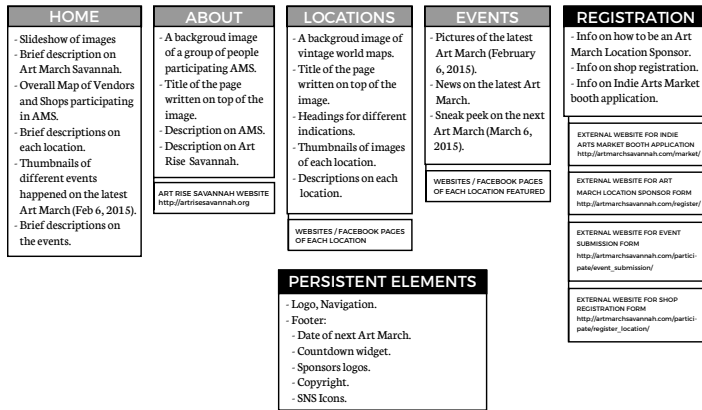 HOME
- Slideshow of images
- Brief description on
Art March Savannah.
- Overall Map of Vendors
and Shops participating
in AMS.
- Brief descriptions on
each location.
- Thumbnails of
different events
happened on the latest
Art March (Feb 6, 2015).
- Brief descriptions on
the events.
ABOUT
- A backgroud image
of a group of people
participating AMS.
- Title of the page
written on top of the
image.
- Description on AMS.
- Description on Art
Rise Savannah.
ART RISE SAVANNAH WEBSITE
http://artrisesavannah.org
LOCATIONS
- A backgroud image of
vintage world maps.
- Title of the page
written on top of the
image.
- Headings for different
indications.
- Thumbnails of images
of each location.
- Descriptions on each
location.
WEBSITES / FACEBOOK PAGES
OF EACH LOCATION
EVENTS
- Pictures of the latest
Art March (February
6, 2015).
- News on the latest Art
March.
- Sneak peek on the next
Art March (March 6,
2015).
WEBSITES / FACEBOOK PAGES
OF EACH LOCATION FEATURED
REGISTRATION
- Info on how to be an Art
March Location Sponsor.
- Info on shop registration.
- Info on Indie Arts Market
booth application.
EXTERNAL WEBSITE FOR INDIE
ARTS MARKET BOOTH APPLICATION
http://artmarchsavannah.com/market/
EXTERNAL WEBSITE FOR ART
MARCH LOCATION SPONSOR FORM
http://artmarchsavannah.com/register/
EXTERNAL WEBSITE FOR EVENT
SUBMISSION FORM
http://artmarchsavannah.com/partici-
pate/event_submission/
EXTERNAL WEBSITE FOR SHOP
REGISTRATION FORM
http://artmarchsavannah.com/partici-
pate/register_location/
PERSISTENT ELEMENTS
- Logo, Navigation.
- Footer:
- Date of next Art March.
- Countdown widget.
- Sponsors logos.
- Copyright.
- SNS Icons.